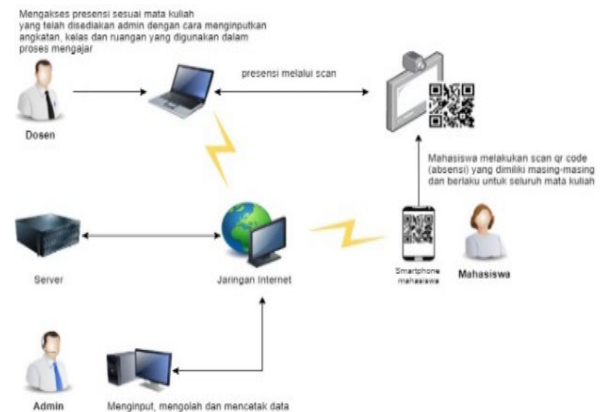 Mengakses presensi sesuai mata kuliah
yang telah disediakan admin dengan cara menginputkan
angkatan, kelas dan ruangan yang digunakan dalam
proses mengajar
presensi melalui scan
Dosen
Mahasiswa melakukan scan qr code
(absensi) yang dimiliki masing-masing
dan berlaku untuk seluruh mata kuliah
Server
Jaringan Internet
Smartphone
mahasiswa
Mahasiswa
Admin
Menginput, mengolah dan mencetak data